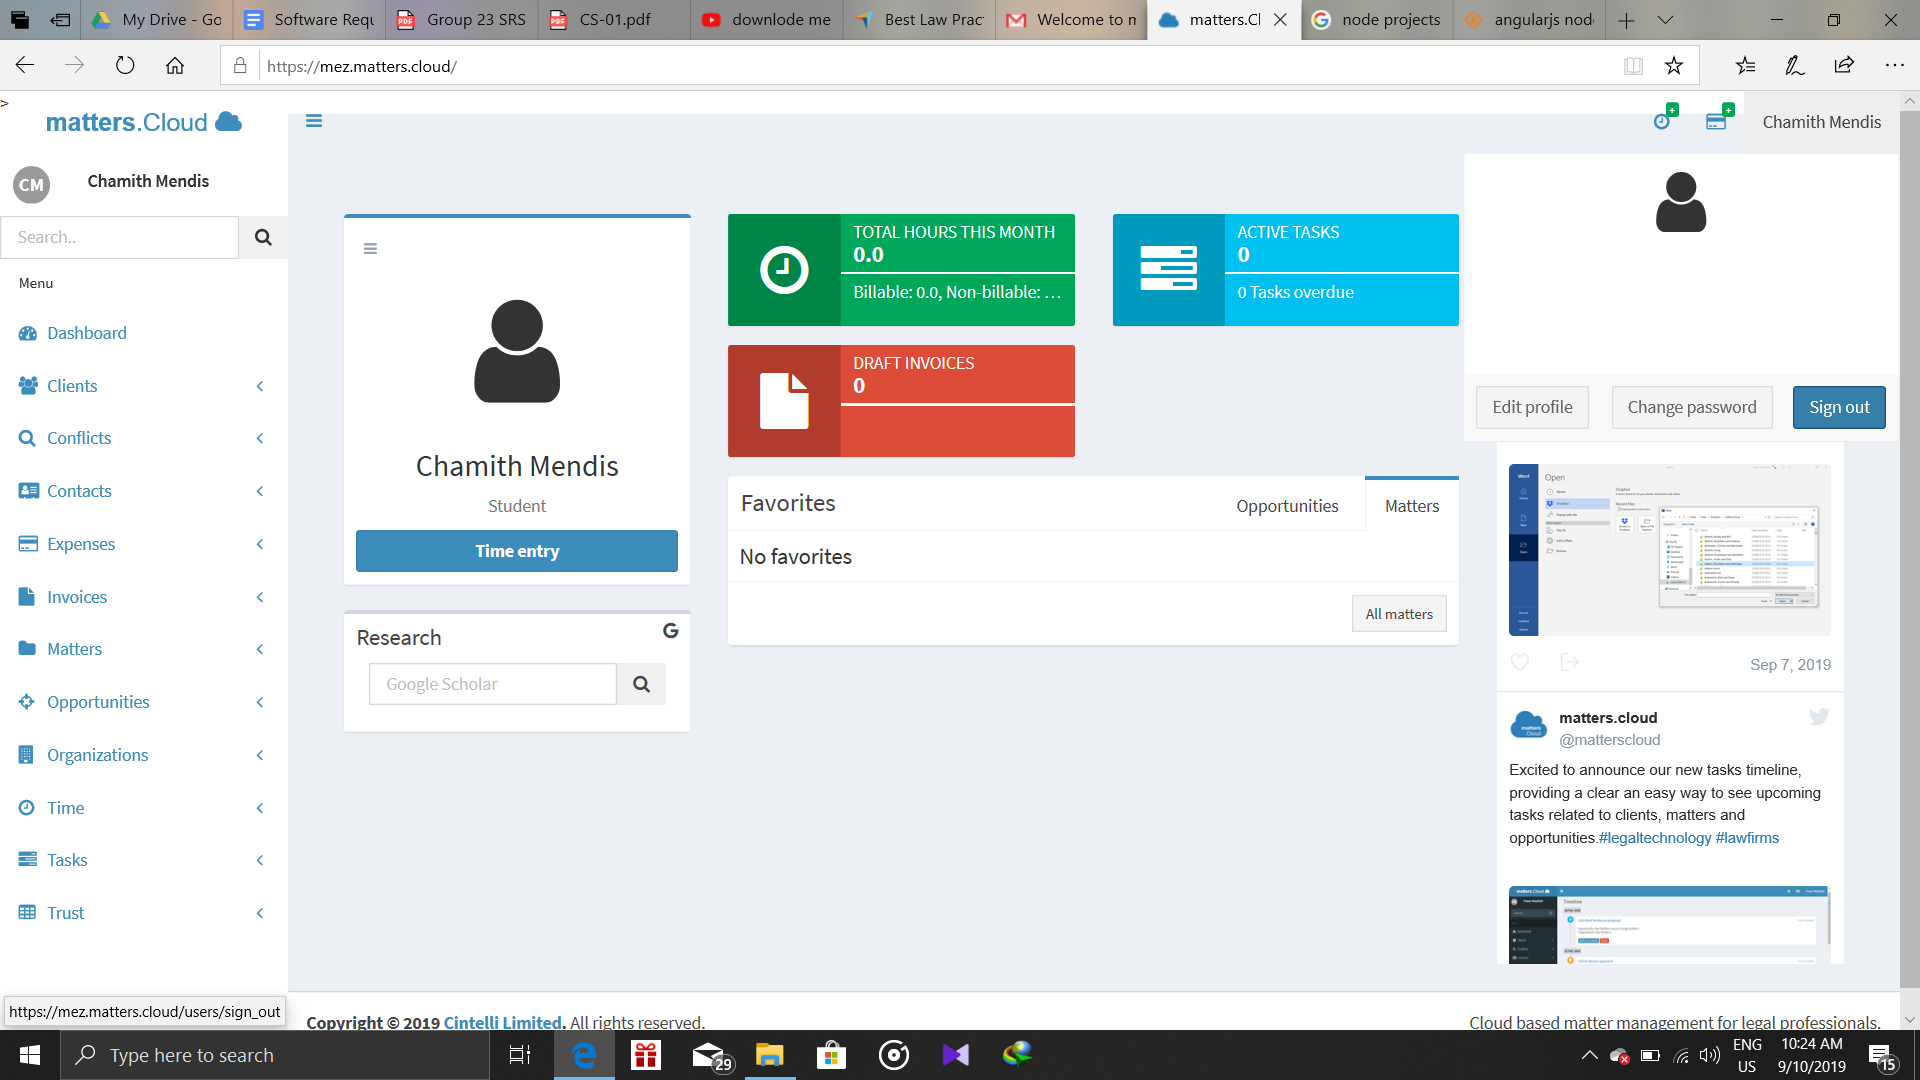 My Drive - Go
Software Requ
Group 23 SRS
CS-01.pdf
downlode me
Best Law Prac
Welcome to m
matters.Cl
node projects
angularjs nod
https://mez.matters.cloud/
>
matters.Cloud
Chamith Mendis
CM
Chamith Mendis
Search..
Menu
Dashboard
Clients
Conflicts
Contacts
Expenses
Invoices
Matters
Opportunities
Organizations
Time
Tasks
Trust
Chamith Mendis
Student
Time entry
Research
Google Scholar
TOTAL HOURS THIS MONTH
0.0
Billable: 0.0, Non-billable: ...
ACTIVE TASKS
0
0 Tasks overdue
DRAFT INVOICES
0
Favorites
Opportunities
Matters
No favorites
All matters
Edit profile
Change password
Sign out
Word
Open
Sep 7, 2019
matters.cloud
@matterscloud
Excited to announce our new tasks timeline,
providing a clear an easy way to see upcoming
tasks related to clients, matters and
opportunities.#legaltechnology #lawfirms
matters.Cloud
Timeline
https://mez.matters.cloud/users/sign_out
Copyright © 2019 Cintelli Limited. All rights reserved.
Cloud based matter management for legal professionals.
Type here to search
29
ENG
US
10:24 AM
9/10/2019
15